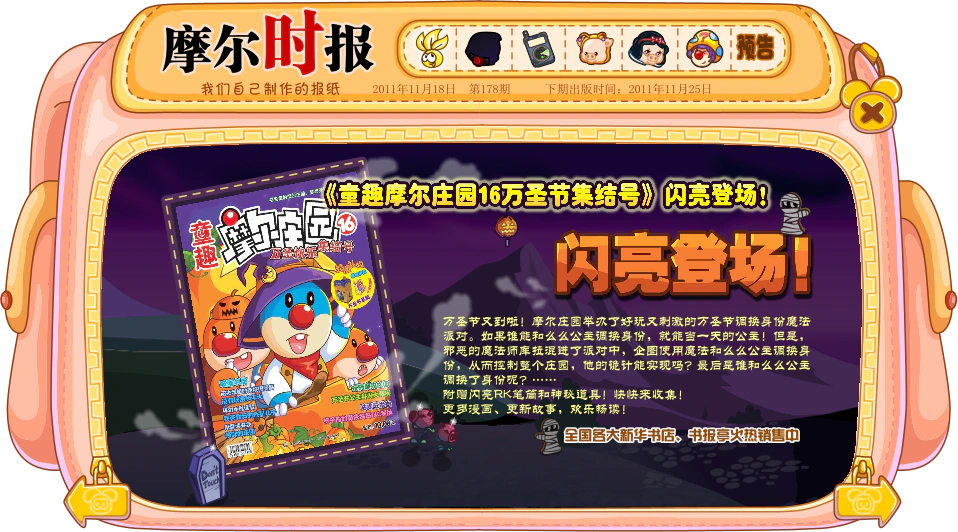 摩尔时报
预告
我们自己制作的报纸 2011年11月18日 第178期 下期出版时间：2011年11月25日
《童趣摩尔庄园16万圣节集结号》闪亮登场！
童趣
摩尔庄园
16
集结号
闪亮登场！
万圣节又到啦！摩尔庄园举办了好玩又刺激的万圣节调换身份魔法
派对。如果谁能和么么公主调换身份，就能当一天的公主！但是，
邪恶的魔法师库拉混进了派对中，企图使用魔法和么么公主调换身
份，从而控制整个庄园，他的诡计能实现吗？最后是谁和么么公主
调换了身份呢？……
附赠闪亮RK笔筒和神秘道具！快快来收集！
更多漫画、更新故事，欢乐畅读！
全国各大新华书店、书报亭火热销售中
Don't
Touch